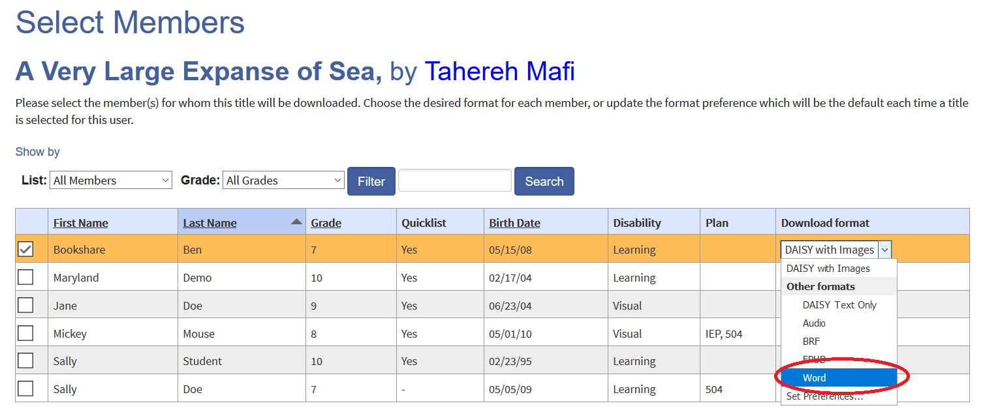 Select Members
A Very Large Expanse of Sea, by Tahereh Mafi
Please select the member(s) for whom this title will be downloaded. Choose the desired format for each member, or update the format preference which will be the default each time a title
is selected for this user.
Show by
List: All Members Grade: All Grades Filter Search
First Name Last Name Grade Quicklist Birth Date Disability Plan Download format
Bookshare Ben 7 Yes 05/15/08 Learning DAISY with Images
Maryland Demo 10 Yes 02/17/04 Learning
Jane Doe 9 Yes 06/23/04 Visual
Mickey Mouse 8 Yes 05/01/10 Visual IEP, 504
Sally Student 10 Yes 02/23/95 Learning
Sally Doe 7 - 05/05/09 Learning 504
DAISY with Images
Other formats
DAISY Text Only
Audio
BRF
EPUB
Word
Set Preferences...